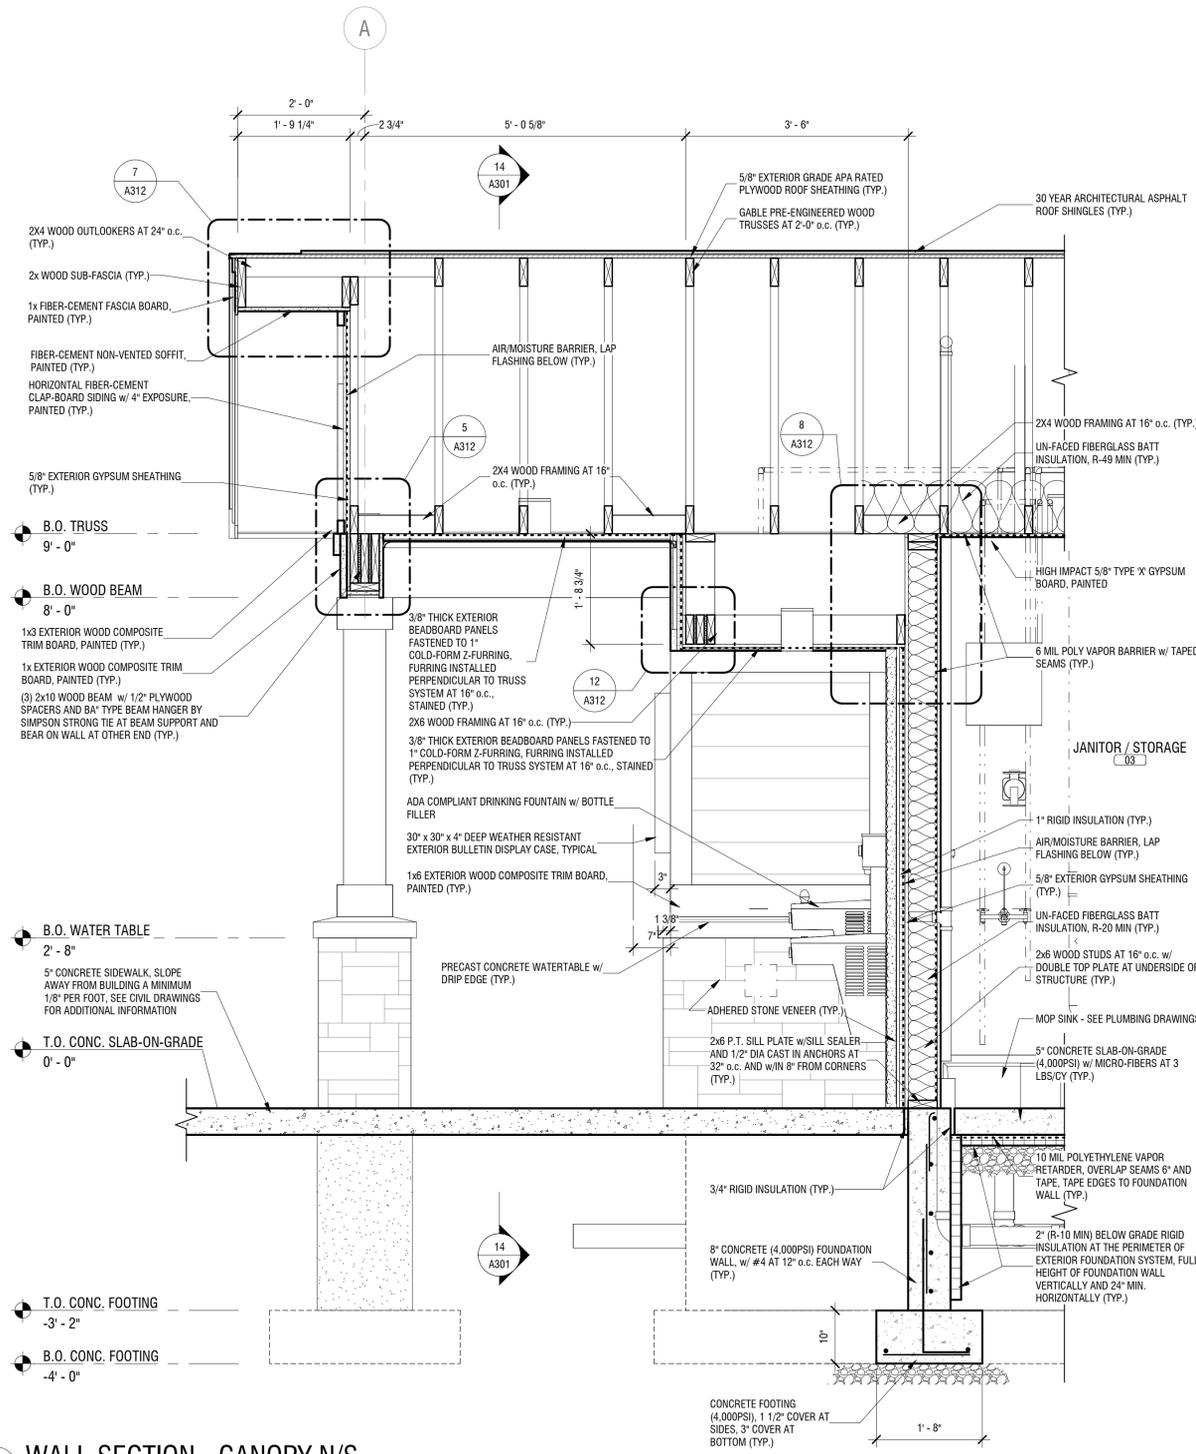 A
2' - 0"
1' - 9 1/4"
2 3/4"
5' - 0 5/8"
3' - 6"
7
A312
14
A301
5/8" EXTERIOR GRADE APA RATED
PLYWOOD ROOF SHEATHING (TYP.)
GABLE PRE-ENGINEERED WOOD
TRUSSES AT 2'-0" o.c. (TYP.)
30 YEAR ARCHITECTURAL ASPHALT
ROOF SHINGLES (TYP.)
2X4 WOOD OUTLOOKERS AT 24" o.c.
(TYP.)
2x WOOD SUB-FASCIA (TYP.)
1x FIBER-CEMENT FASCIA BOARD,
PAINTED (TYP.)
FIBER-CEMENT NON-VENTED SOFFIT,
PAINTED (TYP.)
HORIZONTAL FIBER-CEMENT
CLAP-BOARD SIDING w/ 4" EXPOSURE,
PAINTED (TYP.)
5/8" EXTERIOR GYPSUM SHEATHING
(TYP.)
AIR/MOISTURE BARRIER, LAP
FLASHING BELOW (TYP.)
5
A312
2X4 WOOD FRAMING AT 16"
o.c. (TYP.)
8
A312
2X4 WOOD FRAMING AT 16" o.c. (TYP.)
UN-FACED FIBERGLASS BATT
INSULATION, R-49 MIN (TYP.)
B.O. TRUSS
9' - 0"
B.O. WOOD BEAM
8' - 0"
1x3 EXTERIOR WOOD COMPOSITE
TRIM BOARD, PAINTED (TYP.)
1x EXTERIOR WOOD COMPOSITE TRIM
BOARD, PAINTED (TYP.)
(3) 2x10 WOOD BEAM w/ 1/2" PLYWOOD
SPACERS AND BA" TYPE BEAM HANGER BY
SIMPSON STRONG TIE AT BEAM SUPPORT AND
BEAR ON WALL AT OTHER END (TYP.)
1' - 8 3/4"
HIGH IMPACT 5/8" TYPE 'X' GYPSUM
BOARD, PAINTED
6 MIL POLY VAPOR BARRIER w/ TAPED
SEAMS (TYP.)
3/8" THICK EXTERIOR
BEADBOARD PANELS
FASTENED TO 1"
COLD-FORM Z-FURRING,
FURRING INSTALLED
PERPENDICULAR TO TRUSS
SYSTEM AT 16" o.c.,
STAINED (TYP.)
12
A312
2X6 WOOD FRAMING AT 16" o.c. (TYP.)
3/8" THICK EXTERIOR BEADBOARD PANELS FASTENED TO
1" COLD-FORM Z-FURRING, FURRING INSTALLED
PERPENDICULAR TO TRUSS SYSTEM AT 16" o.c., STAINED
(TYP.)
JANITOR / STORAGE
03
ADA COMPLIANT DRINKING FOUNTAIN w/ BOTTLE
FILLER
30" x 30" x 4" DEEP WEATHER RESISTANT
EXTERIOR BULLETIN DISPLAY CASE, TYPICAL
1x6 EXTERIOR WOOD COMPOSITE TRIM BOARD,
PAINTED (TYP.)
3"
1 3/8"
7"
1" RIGID INSULATION (TYP.)
AIR/MOISTURE BARRIER, LAP
FLASHING BELOW (TYP.)
5/8" EXTERIOR GYPSUM SHEATHING
(TYP.)
UN-FACED FIBERGLASS BATT
INSULATION, R-20 MIN (TYP.)
2x6 WOOD STUDS AT 16" o.c. w/
DOUBLE TOP PLATE AT UNDERSIDE OF
STRUCTURE (TYP.)
B.O. WATER TABLE
2' - 8"
PRECAST CONCRETE WATERTABLE w/
DRIP EDGE (TYP.)
5" CONCRETE SIDEWALK, SLOPE
AWAY FROM BUILDING A MINIMUM
1/8" PER FOOT, SEE CIVIL DRAWINGS
FOR ADDITIONAL INFORMATION
ADHERED STONE VENEER (TYP.)
2x6 P.T. SILL PLATE w/SILL SEALER
AND 1/2" DIA CAST IN ANCHORS AT
32" o.c. AND w/IN 8" FROM CORNERS
(TYP.)
MOP SINK - SEE PLUMBING DRAWINGS
5" CONCRETE SLAB-ON-GRADE
(4,000PSI) w/ MICRO-FIBERS AT 3
LBS/CY (TYP.)
T.O. CONC. SLAB-ON-GRADE
0' - 0"
3/4" RIGID INSULATION (TYP.)
10 MIL POLYETHYLENE VAPOR
RETARDER, OVERLAP SEAMS 6" AND
TAPE, TAPE EDGES TO FOUNDATION
WALL (TYP.)
14
A301
8" CONCRETE (4,000PSI) FOUNDATION
WALL, w/ #4 AT 12" o.c. EACH WAY
(TYP.)
2" (R-10 MIN) BELOW GRADE RIGID
INSULATION AT THE PERIMETER OF
EXTERIOR FOUNDATION SYSTEM, FULL
HEIGHT OF FOUNDATION WALL
VERTICALLY AND 24" MIN.
HORIZONTALLY (TYP.)
T.O. CONC. FOOTING
-3' - 2"
10"
B.O. CONC. FOOTING
-4' - 0"
CONCRETE FOOTING
(4,000PSI), 1 1/2" COVER AT
SIDES, 3" COVER AT
BOTTOM (TYP.)
1' - 8"
WALL SECTION - CANOPY N/S